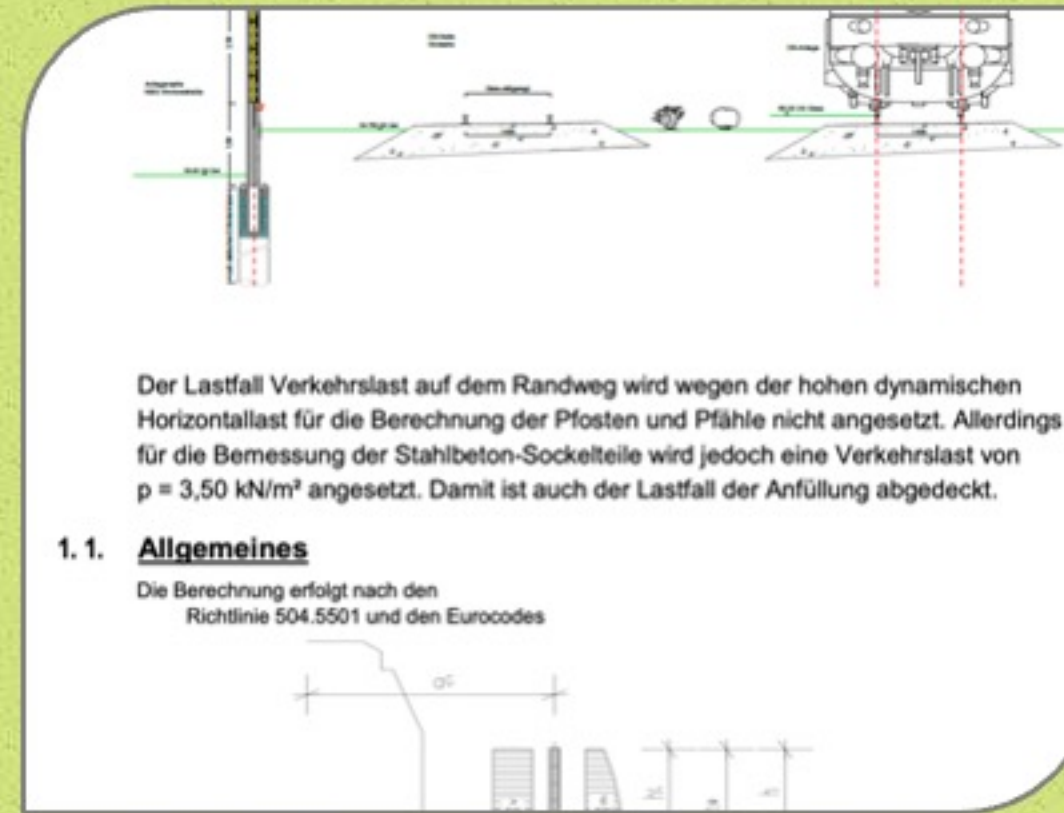 Der Lastfall Verkehrslast auf dem Randweg wird wegen der hohen dynamischen
Horizontallast für die Berechnung der Pfosten und Pfähle nicht angesetzt. Allerdings
für die Bemessung der Stahlbeton-Sockelteile wird jedoch eine Verkehrslast von
p = 3,50 kN/m² angesetzt. Damit ist auch der Lastfall der Anfüllung abgedeckt.
1. 1. Allgemeines
Die Berechnung erfolgt nach den
Richtlinie 504.5501 und den Eurocodes